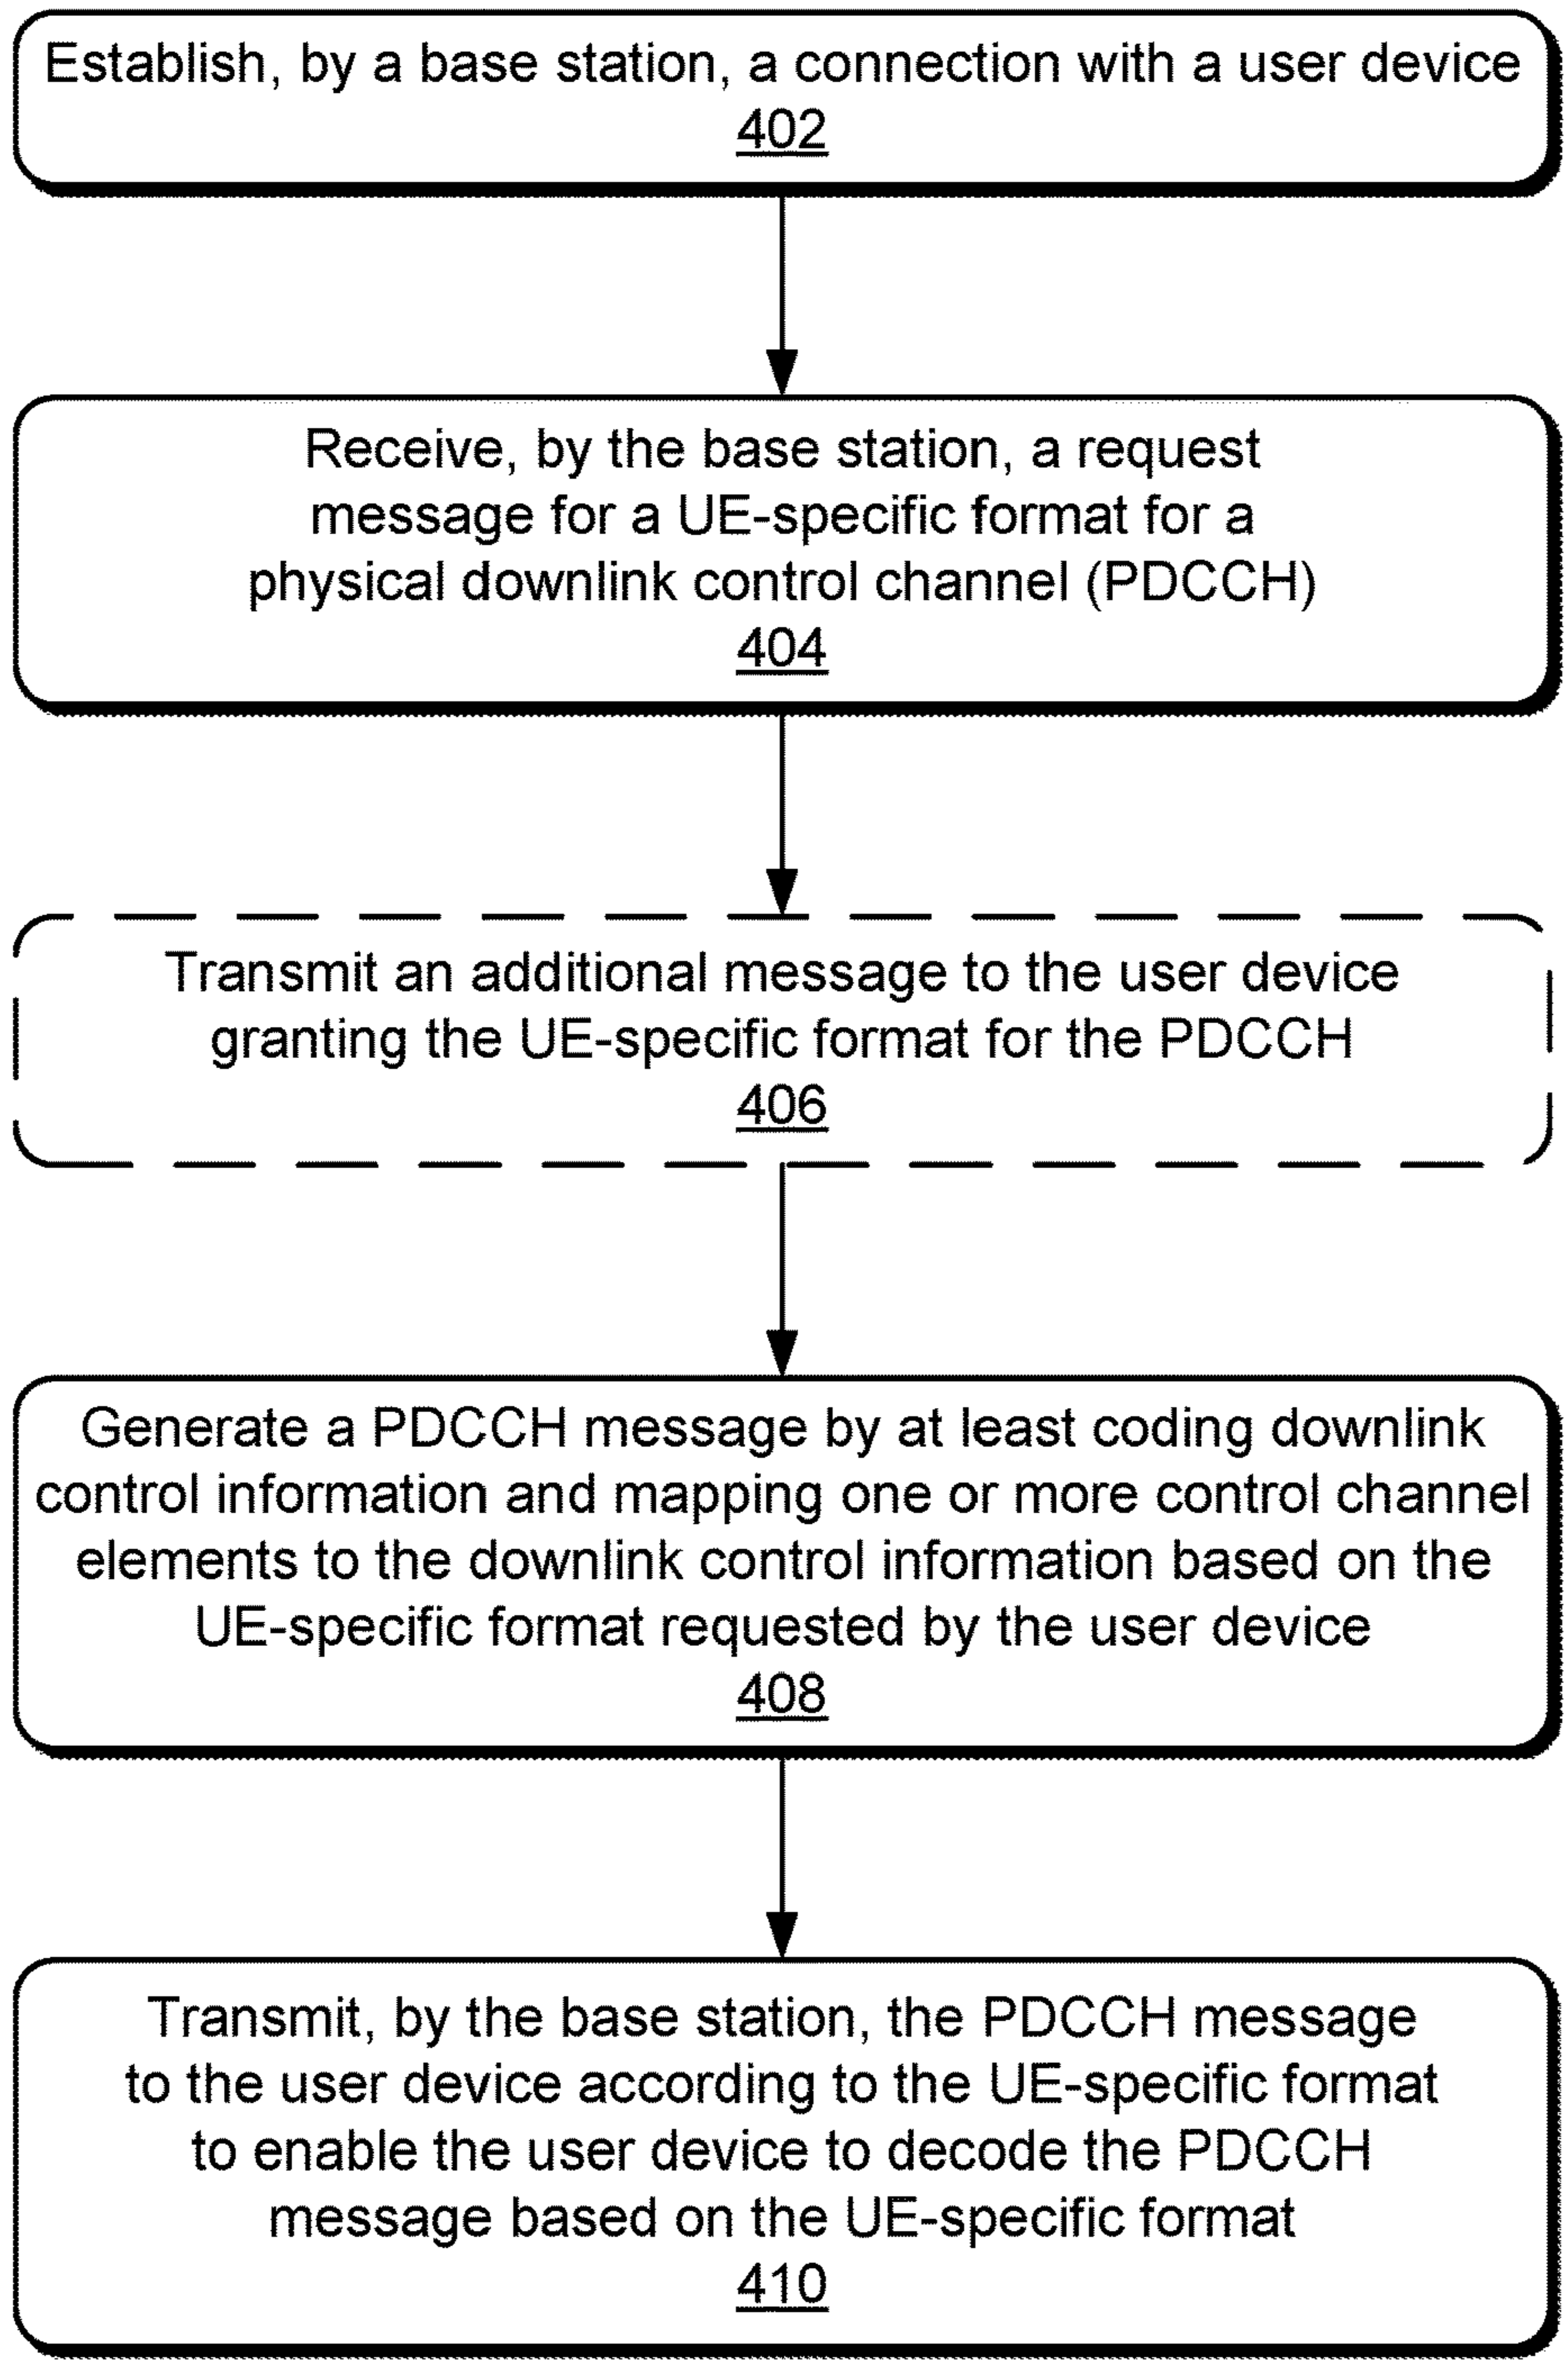 Establish, by a base station, a connection with a user device
402
Receive, by the base station, a request
message for a UE-specific format for a
physical downlink control channel (PDCCH)
404
Transmit an additional message to the user device
granting the UE-specific format for the PDCCH
406
Generate a PDCCH message by at least coding downlink
control information and mapping one or more control channel
elements to the downlink control information based on the
UE-specific format requested by the user device
408
Transmit, by the base station, the PDCCH message
to the user device according to the UE-specific format
to enable the user device to decode the PDCCH
message based on the UE-specific format
410